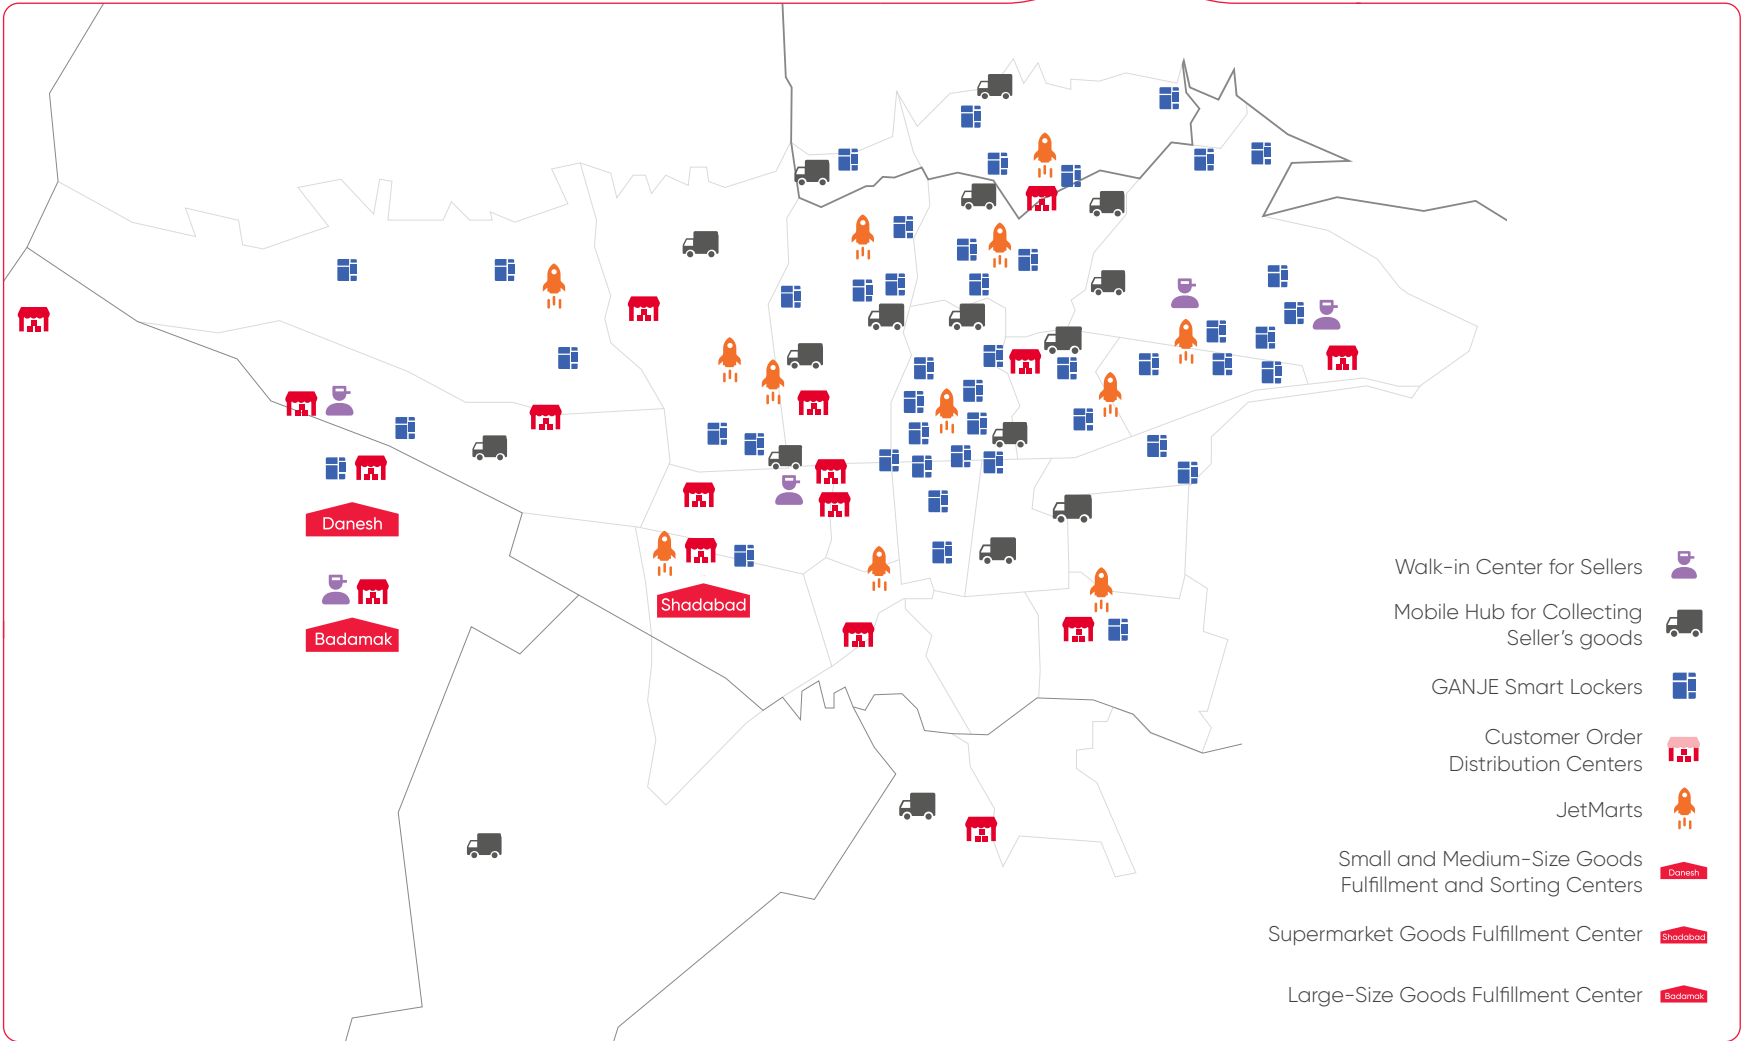 Danesh
Badamak
Shadabad
Walk-in Center for Sellers
Mobile Hub for Collecting
Seller’s goods
GANJE Smart Lockers
Customer Order
Distribution Centers
JetMarts
Small and Medium-Size Goods
Fulfillment and Sorting Centers
Danesh
Supermarket Goods Fulfillment Center
Shadabad
Large-Size Goods Fulfillment Center
Badamak